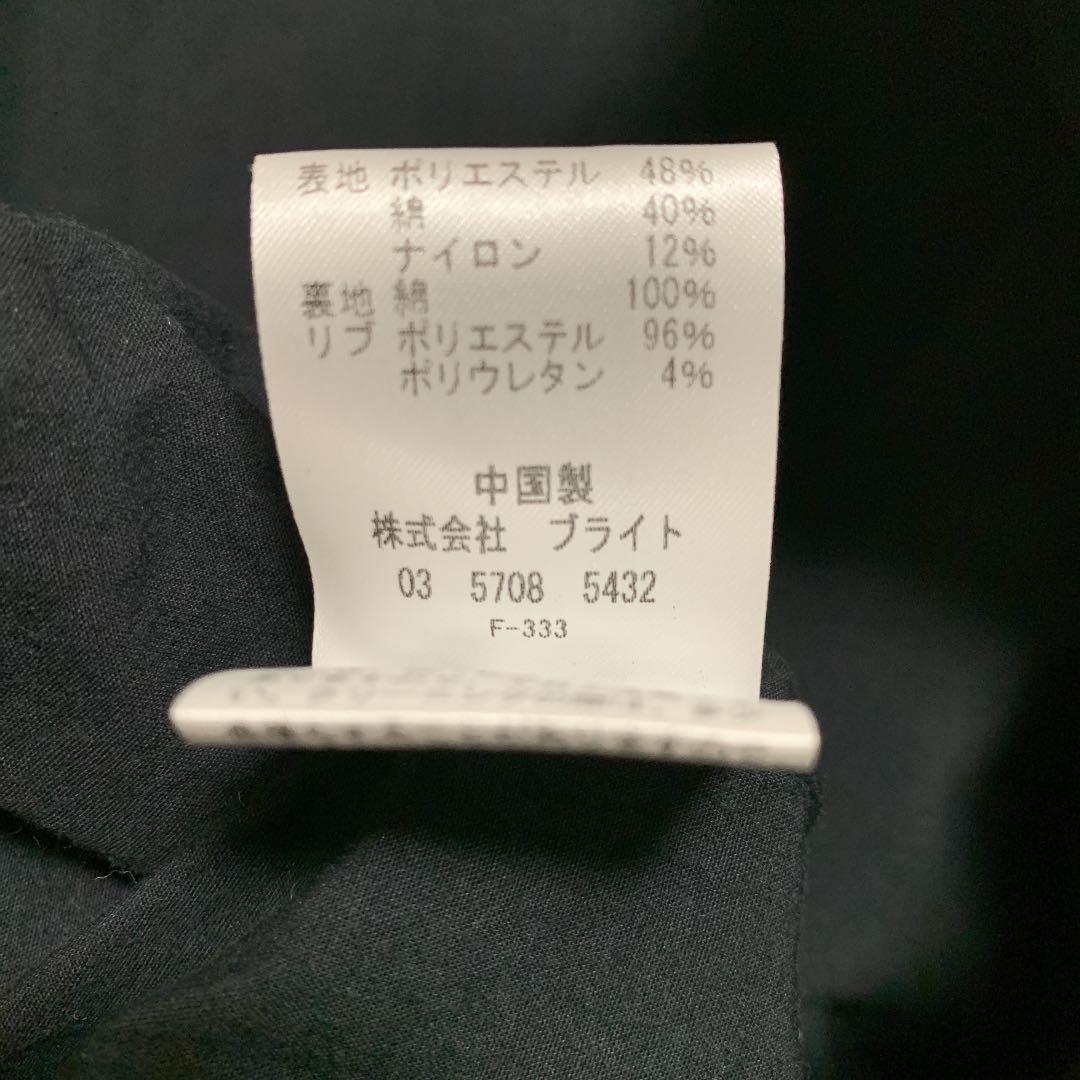 表地 ポリエステル 48%
綿 40%
ナイロン 12%
裏地 綿 100%
リブ ポリエステル 96%
ポリウレタン 4%
中国製
株式会社 ブライト
03 5708 5432
F-333